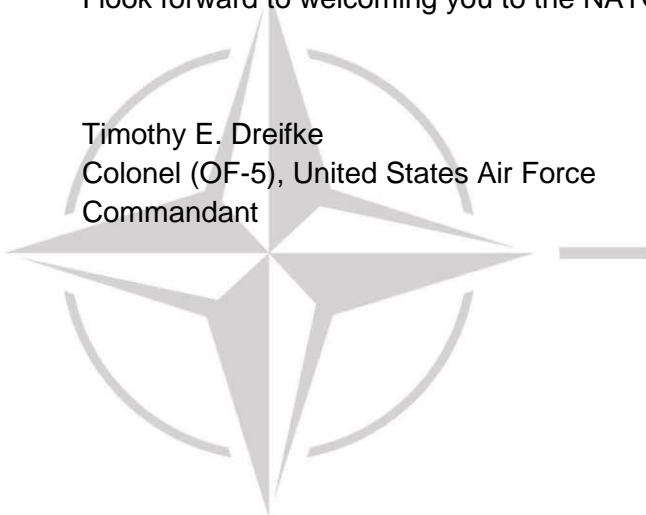 I look forward to welcoming you to the
Timothy E. Dreifke
Colonel (OF-5), United States Air Force
Commandant